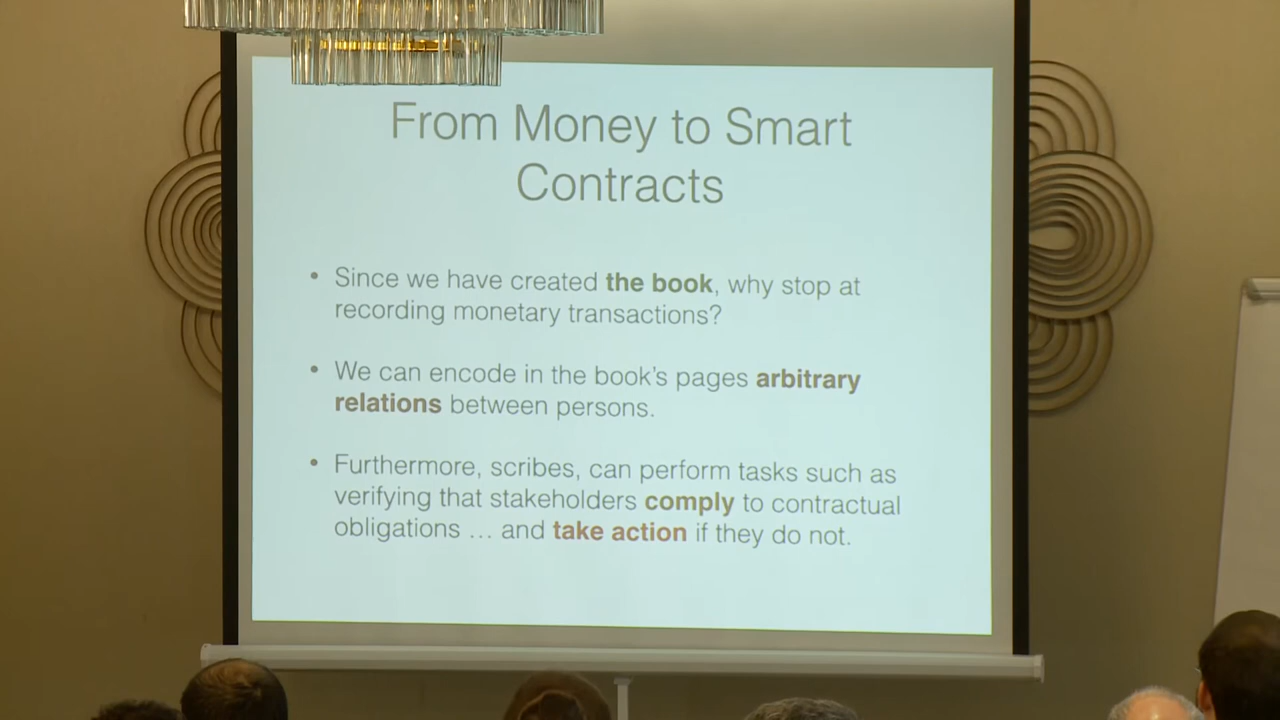 From Money to Smart
Contracts
• Since we have created the book, why stop at
recording monetary transactions?
• We can encode in the book's pages arbitrary
relations between persons.
• Furthermore, scribes, can perform tasks such as
verifying that stakeholders comply to contractual
obligations … and take action if they do not.